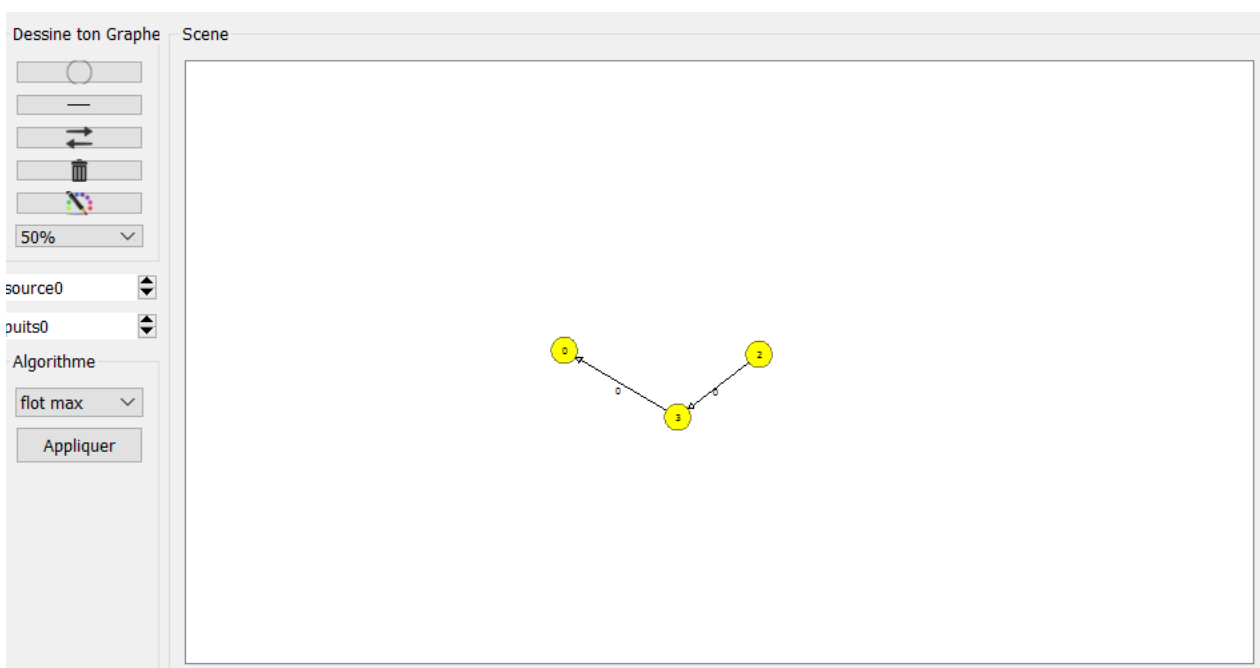 Dessine ton Graphe
Scene
50%
source0
puits0
Algorithme
flot max
Appliquer
0
2
0
0
3